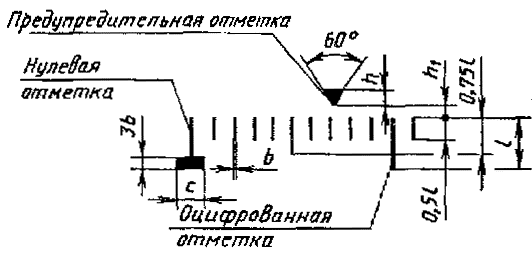 Предупредительная отметка
60°
Нулевая
отметка
h
h₁
0,75l
3b
b
l
c
0,5l
Оцифрованная
отметка